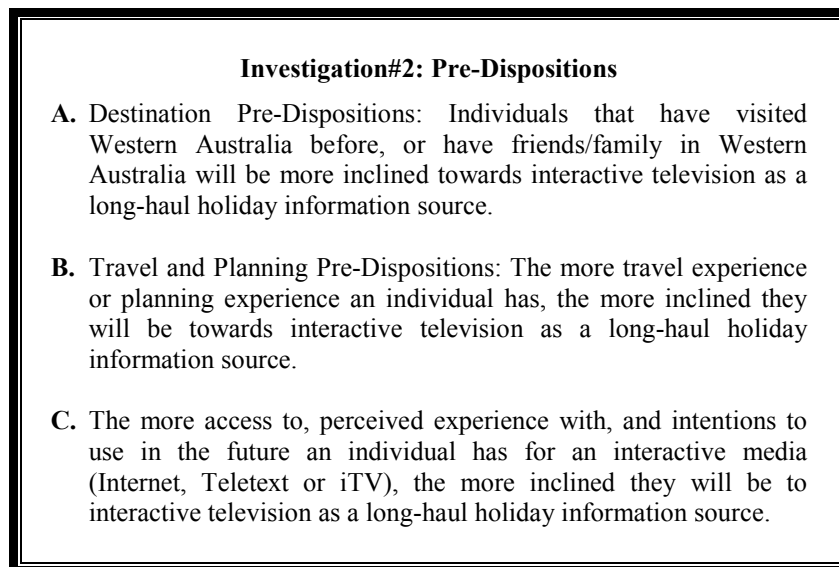 Investigation#2: Pre-Dispositions
A. Destination Pre-Dispositions: Individuals that have visited
Western Australia before, or have friends/family in Western
Australia will be more inclined towards interactive television as a
long-haul holiday information source.
B. Travel and Planning Pre-Dispositions: The more travel experience
or planning experience an individual has, the more inclined they
will be towards interactive television as a long-haul holiday
information source.
C. The more access to, perceived experience with, and intentions to
use in the future an individual has for an interactive media
(Internet, Teletext or iTV), the more inclined they will be to
interactive television as a long-haul holiday information source.